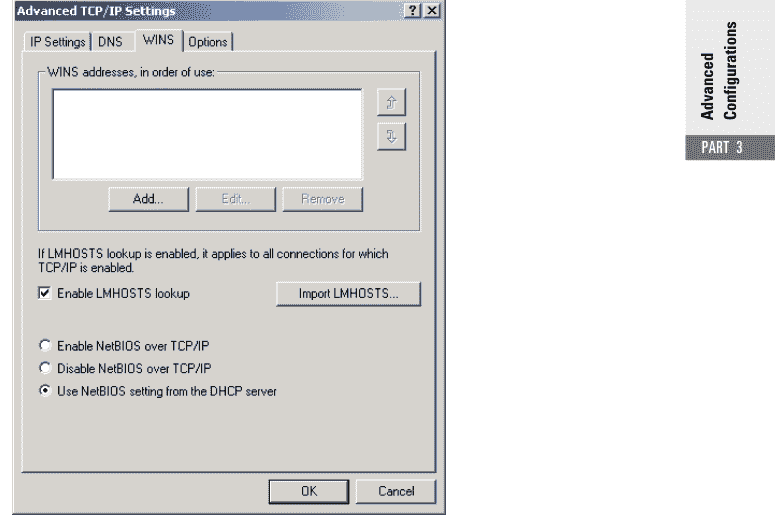 Advanced TCP/IP Settings
IP Settings DNS WINS Options
WINS addresses, in order of use:
Add... Edit... Remove
If LMHOSTS lookup is enabled, it applies to all connections for which
TCP/IP is enabled.
Enable LMHOSTS lookup Import LMHOSTS...
Enable NetBIOS over TCP/IP
Disable NetBIOS over TCP/IP
Use NetBIOS setting from the DHCP server
OK Cancel
Advanced
Configurations
PART 3